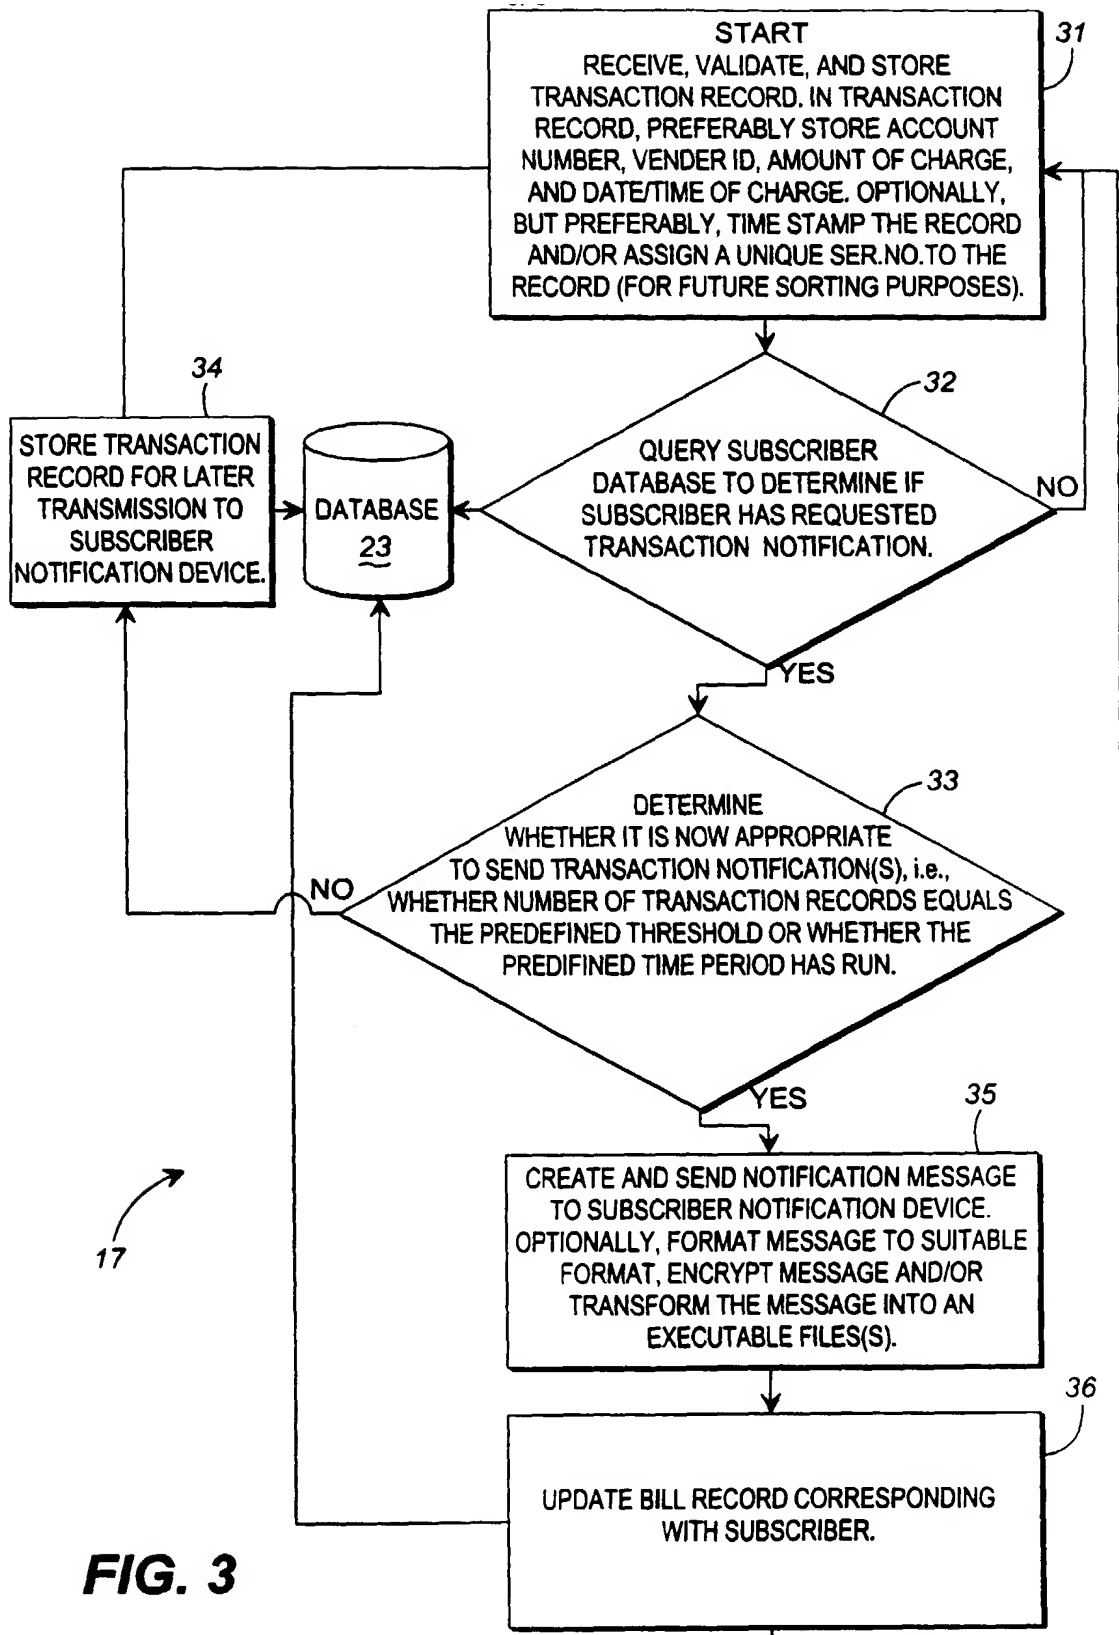 START
RECEIVE, VALIDATE, AND STORE
TRANSACTION RECORD. IN TRANSACTION
RECORD, PREFERABLY STORE ACCOUNT
NUMBER, VENDER ID, AMOUNT OF CHARGE,
AND DATE/TIME OF CHARGE. OPTIONALLY,
BUT PREFERABLY, TIME STAMP THE RECORD
AND/OR ASSIGN A UNIQUE SER.NO.TO THE
RECORD (FOR FUTURE SORTING PURPOSES).
31
34
STORE TRANSACTION
RECORD FOR LATER
TRANSMISSION TO
SUBSCRIBER
NOTIFICATION DEVICE.
DATABASE
23
32
QUERY SUBSCRIBER
DATABASE TO DETERMINE IF
SUBSCRIBER HAS REQUESTED
TRANSACTION NOTIFICATION.
NO
YES
33
DETERMINE
WHETHER IT IS NOW APPROPRIATE
TO SEND TRANSACTION NOTIFICATION(S), i.e.,
WHETHER NUMBER OF TRANSACTION RECORDS EQUALS
THE PREDEFINED THRESHOLD OR WHETHER THE
PREDIFINED TIME PERIOD HAS RUN.
NO
YES
35
CREATE AND SEND NOTIFICATION MESSAGE
TO SUBSCRIBER NOTIFICATION DEVICE.
OPTIONALLY, FORMAT MESSAGE TO SUITABLE
FORMAT, ENCRYPT MESSAGE AND/OR
TRANSFORM THE MESSAGE INTO AN
EXECUTABLE FILES(S).
17
36
UPDATE BILL RECORD CORRESPONDING
WITH SUBSCRIBER.
FIG. 3